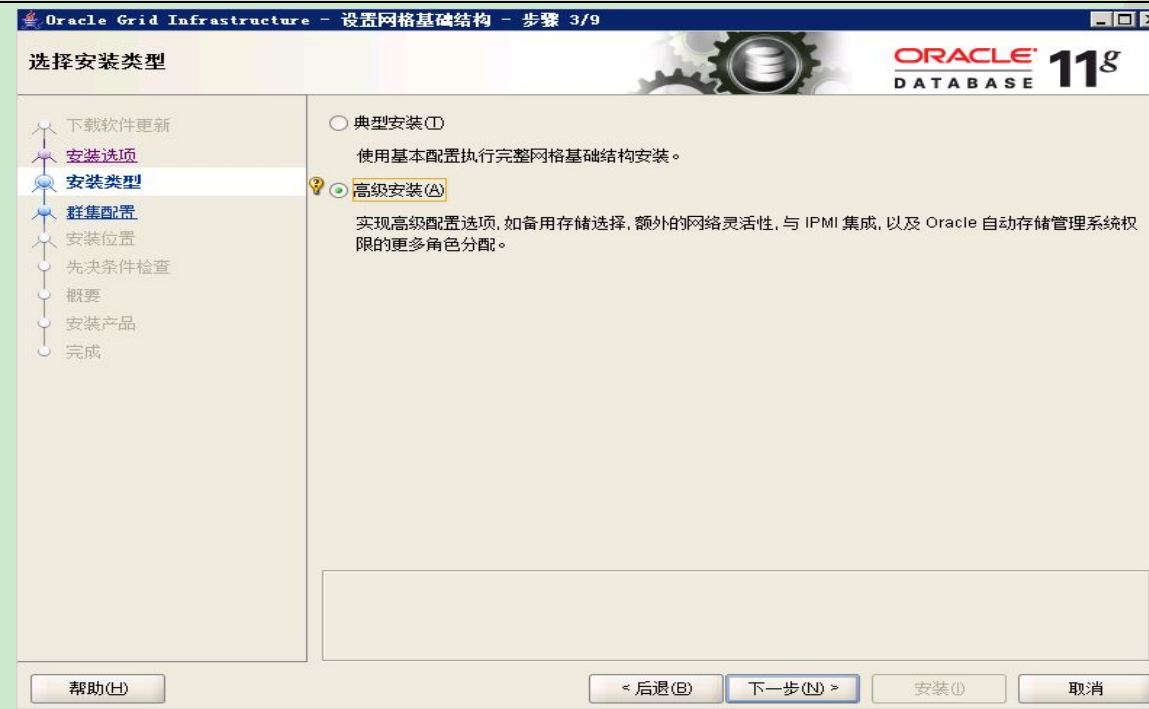 Oracle Grid Infrastructure - 设置网格基础结构 - 步骤 3/9
选择安装类型
ORACLE
DATABASE
11g
下载软件更新
安装选项
安装类型
群集配置
安装位置
先决条件检查
概要
安装产品
完成
典型安装(T)
使用基本配置执行完整网格基础结构安装。
高级安装(A)
实现高级配置选项, 如备用存储选择, 额外的网络灵活性, 与 IPMI 集成, 以及 Oracle 自动存储管理系统权
限的更多角色分配。
帮助(H)
< 后退(B)
下一步(N) >
安装(I)
取消